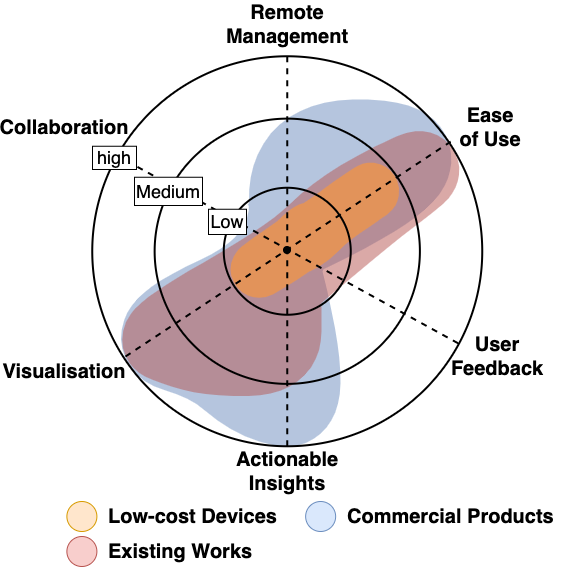 Remote
Management
Collaboration
Ease
of Use
high
Medium
Low
User
Feedback
Visualisation
Actionable
Insights
Low-cost Devices
Commercial Products
Existing Works